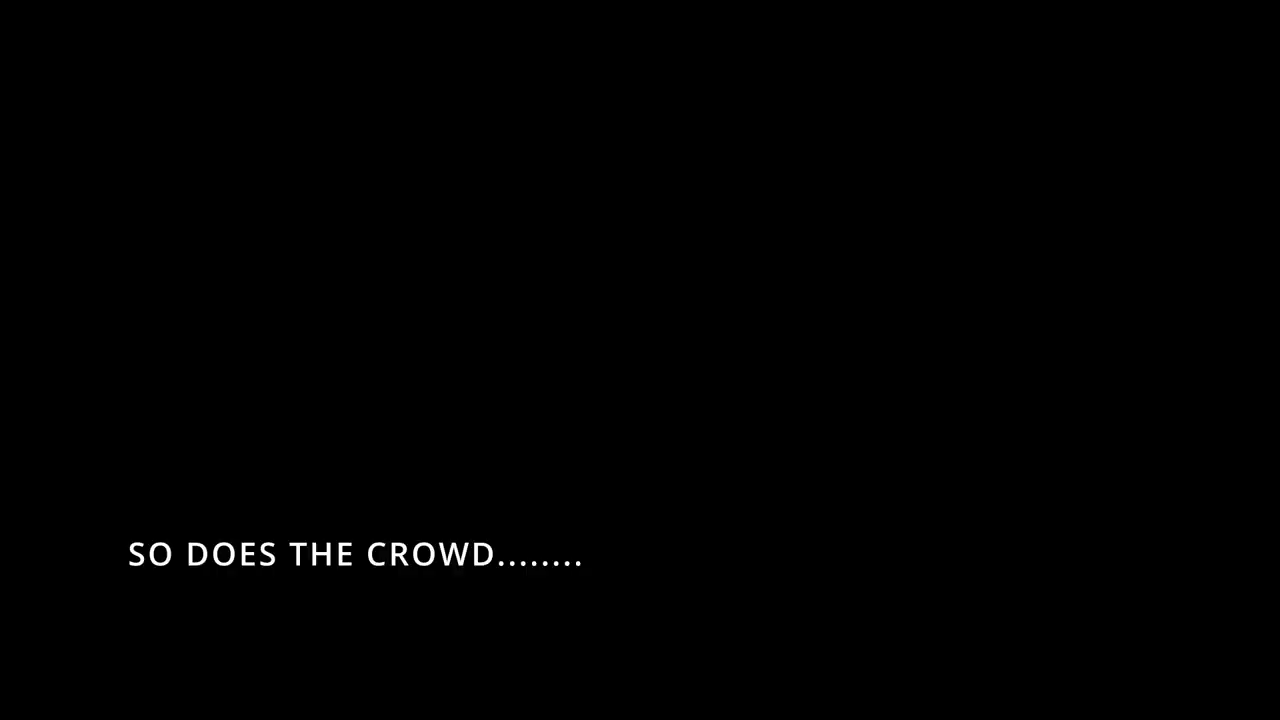 SO DOES THE CROWD........